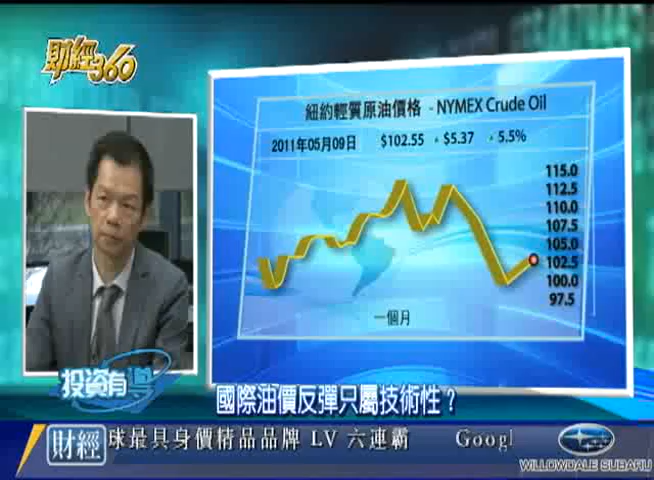 財經360
紐約輕質原油價格 - NYMEX Crude Oil
2011年05月09日 $102.55 $5.37 5.5%
115.0
112.5
110.0
107.5
105.0
102.5
100.0
97.5
一個月
投資有導
國際油價反彈只屬技術性？
財經 球最具身價精品品牌 LV 六連霸 Googl
SUBARU
WILLOWDALE SUBARU